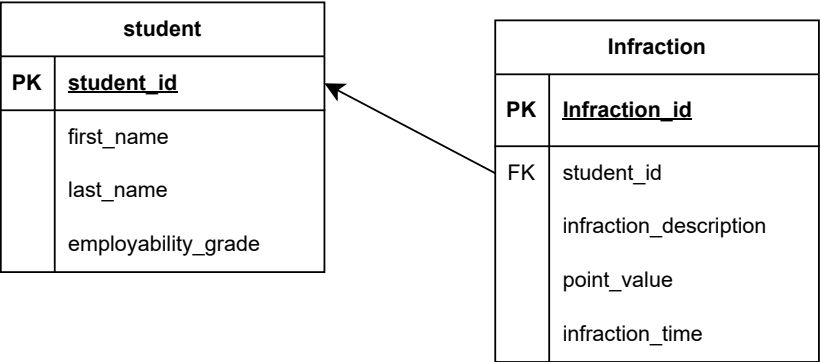 student
PK student_id
first_name
last_name
employability_grade
Infraction
PK Infraction_id
FK student_id
infraction_description
point_value
infraction_time